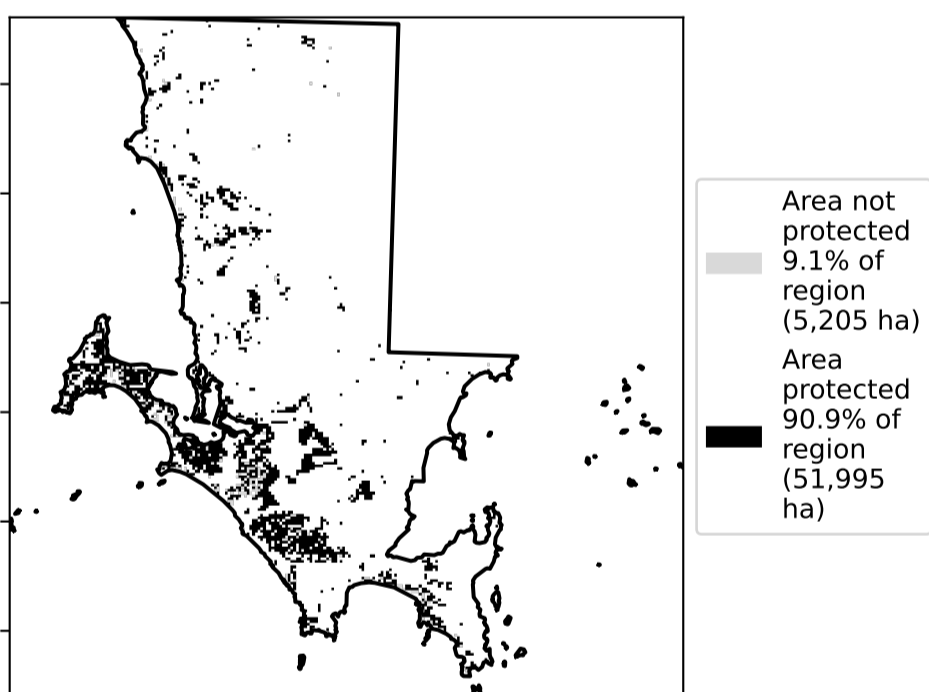 Area not
protected
9.1% of
region
(5,205 ha)
Area
protected
90.9% of
region
(51,995
ha)